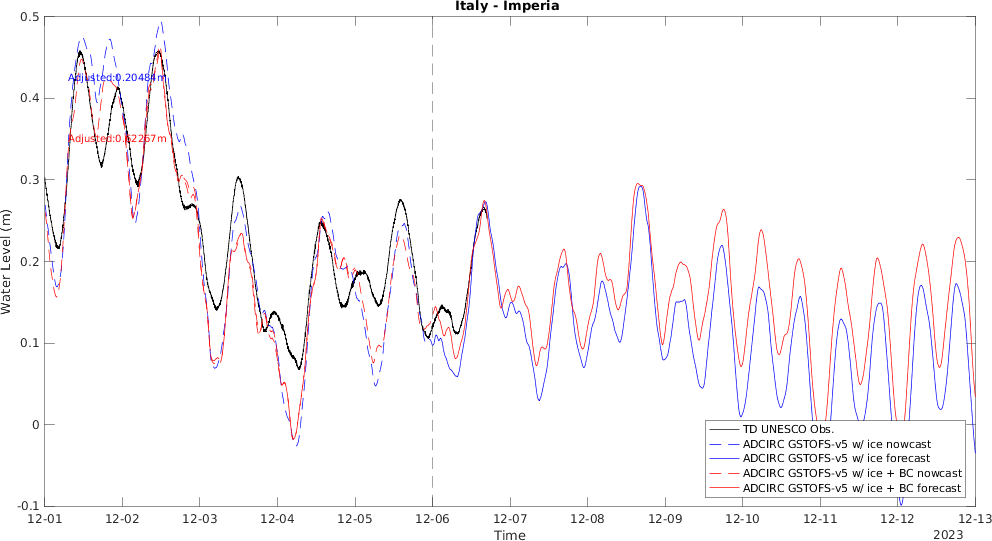 Italy - Imperia
Water Level (m)
0.5
0.4
0.3
0.2
0.1
0
-0.1
Adjusted:0.20484m
Adjusted:0.62267m
TD UNESCO Obs.
ADCIRC GSTOFS-v5 w/ ice nowcast
ADCIRC GSTOFS-v5 w/ ice forecast
ADCIRC GSTOFS-v5 w/ ice + BC nowcast
ADCIRC GSTOFS-v5 w/ ice + BC forecast
12-01 12-02 12-03 12-04 12-05 12-06 12-07 12-08 12-09 12-10 12-11 12-12 12-13
Time
2023